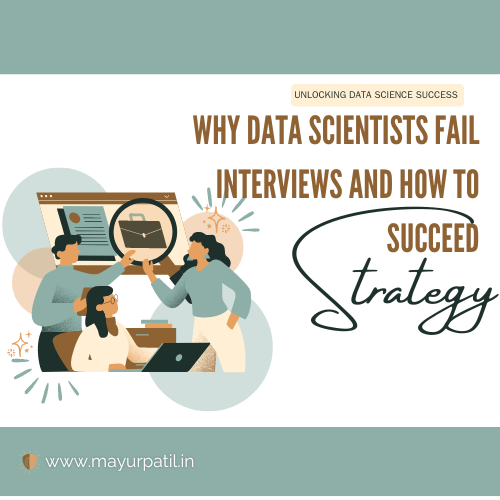 UNLOCKING DATA SCIENCE SUCCESS
WHY DATA SCIENTISTS FAIL
INTERVIEWS AND HOW TO
SUCCEED
Strategy
www.mayurpatil.in